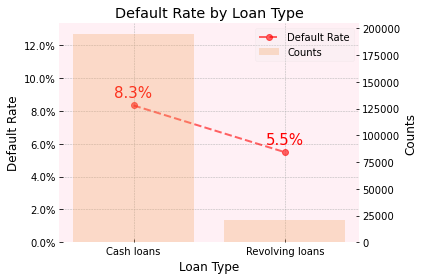 Default Rate by Loan Type
Default Rate
Counts
12.0%
10.0%
8.0%
6.0%
4.0%
2.0%
0.0%
Default Rate
8.3%
5.5%
200000
175000
150000
125000
100000
75000
50000
25000
0
Counts
Cash loans
Revolving loans
Loan Type